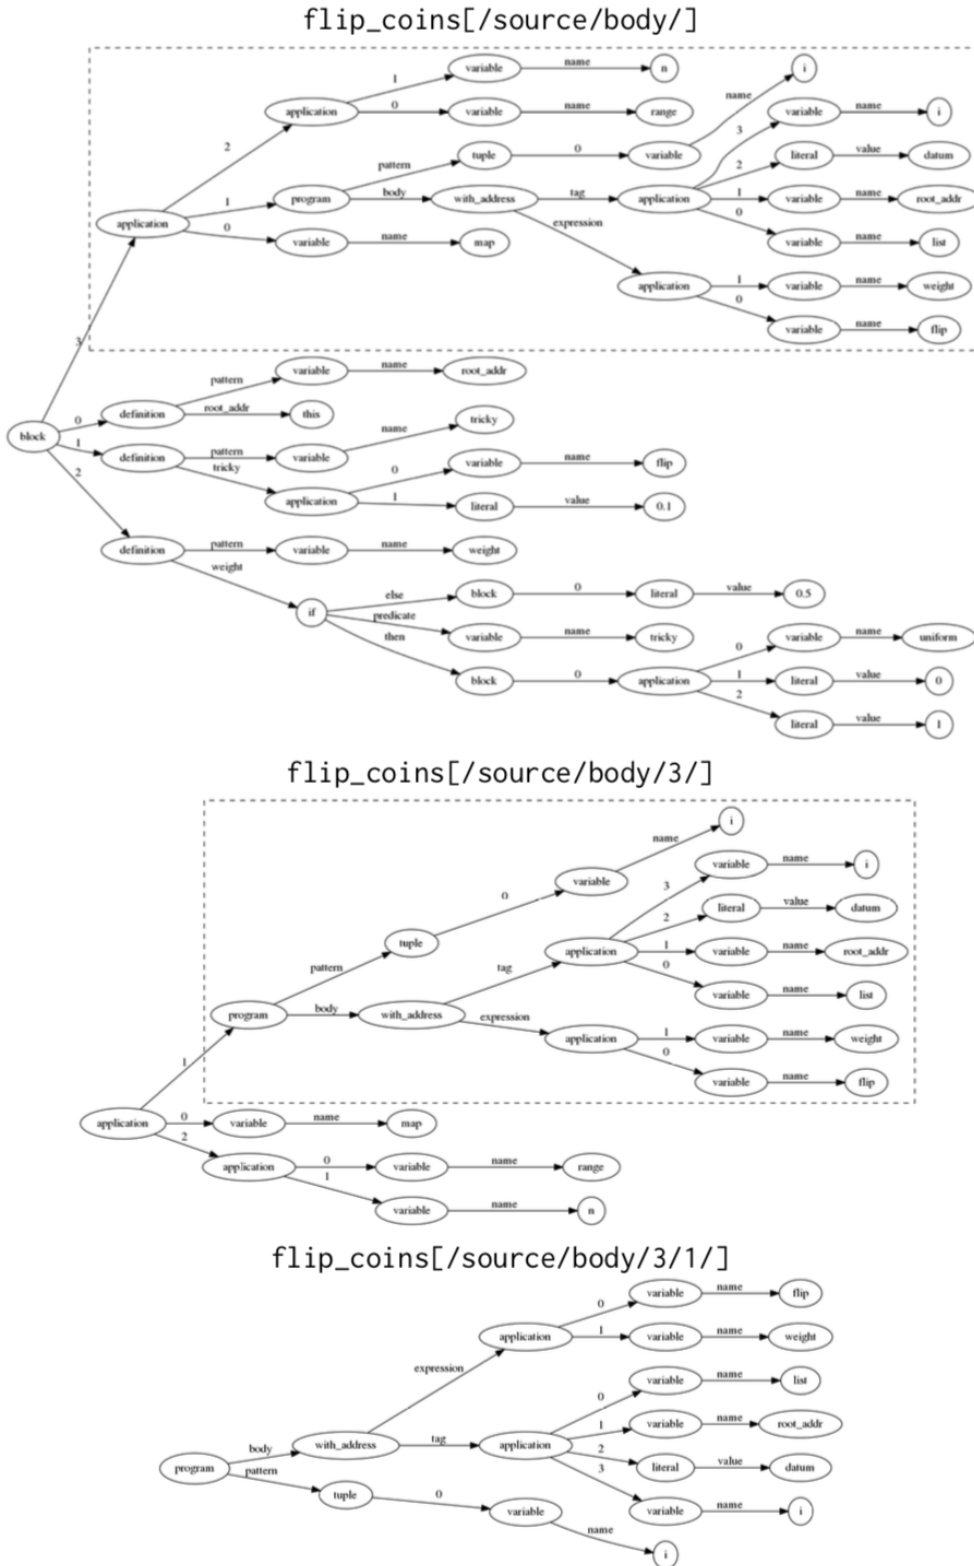 flip_coins[/source/body/]
variable name n
1
application 0 variable name range
name i
2
pattern tuple 0 variable
3 variable name i
2 literal value datum
1 program body with_address tag application 1 variable name root_addr
application 0 variable name map
0 variable name list
expression
application 1 variable name weight
0 variable name flip
3
pattern variable name root_addr
block 0 definition root_addr this
1 definition pattern variable name tricky
tricky application 0 variable name flip
1 literal value 0.1
2 definition pattern variable name weight
weight if else block 0 literal value 0.5
predicate variable name tricky
then block 0 application 0 variable name uniform
1 literal value 0
2 literal value 1
flip_coins[/source/body/3/]
name i
0 variable
3 variable name i
pattern tuple
2 literal value datum
tag application 1 variable name root_addr
0 variable name list
program body with_address
expression application 1 variable name weight
0 variable name flip
1
application 0 variable name map
2 application 0 variable name range
1 variable name n
flip_coins[/source/body/3/1/]
0 variable name flip
application 1 variable name weight
expression
0 variable name list
1 variable name root_addr
program body with_address tag application 2 literal value datum
3 variable name i
pattern tuple 0 variable
name i